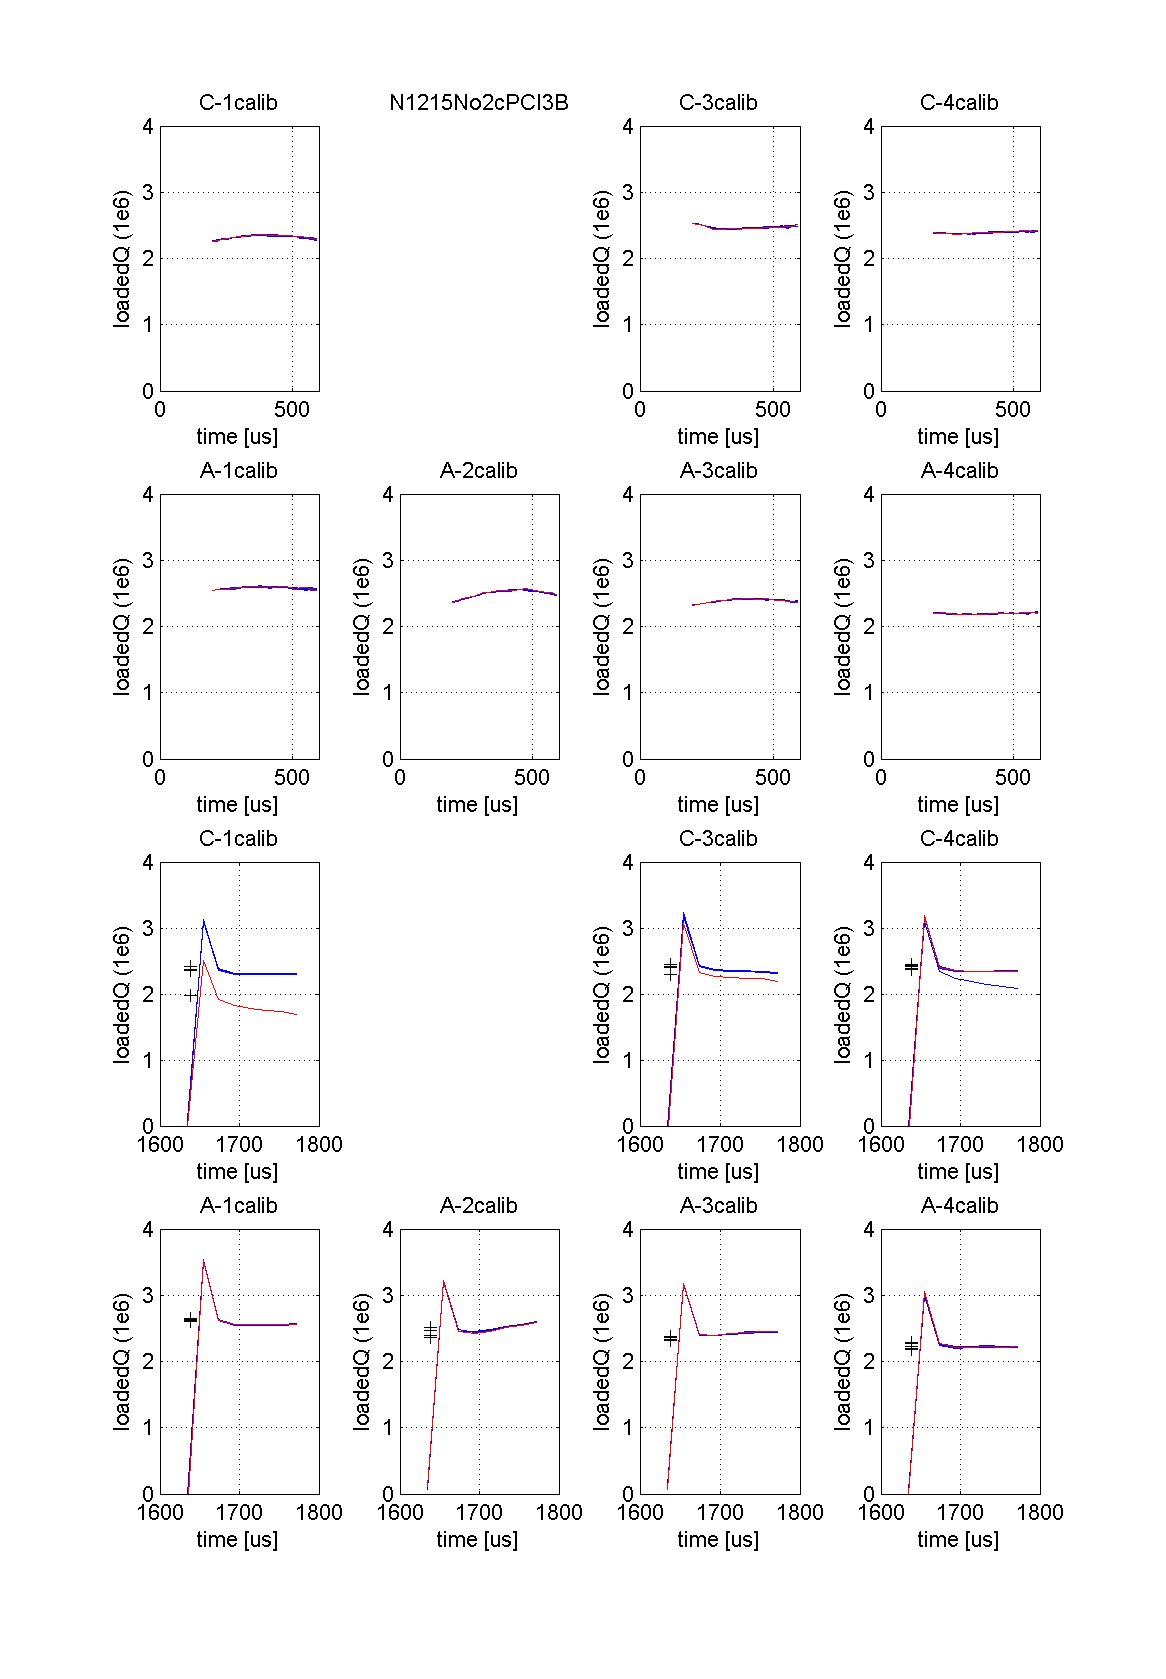 C-1calib
N1215No2cPCI3B
C-3calib
C-4calib
4
3
2
1
0
loadedQ (1e6)
0
500
time [us]
4
3
2
1
0
loadedQ (1e6)
0
500
time [us]
4
3
2
1
0
loadedQ (1e6)
0
500
time [us]
A-1calib
A-2calib
A-3calib
A-4calib
4
3
2
1
0
loadedQ (1e6)
0
500
time [us]
4
3
2
1
0
loadedQ (1e6)
0
500
time [us]
4
3
2
1
0
loadedQ (1e6)
0
500
time [us]
4
3
2
1
0
loadedQ (1e6)
0
500
time [us]
C-1calib
C-3calib
C-4calib
4
3
2
1
0
loadedQ (1e6)
1600
1700
1800
time [us]
4
3
2
1
0
loadedQ (1e6)
1600
1700
1800
time [us]
4
3
2
1
0
loadedQ (1e6)
1600
1700
1800
time [us]
A-1calib
A-2calib
A-3calib
A-4calib
4
3
2
1
0
loadedQ (1e6)
1600
1700
1800
time [us]
4
3
2
1
0
loadedQ (1e6)
1600
1700
1800
time [us]
4
3
2
1
0
loadedQ (1e6)
1600
1700
1800
time [us]
4
3
2
1
0
loadedQ (1e6)
1600
1700
1800
time [us]